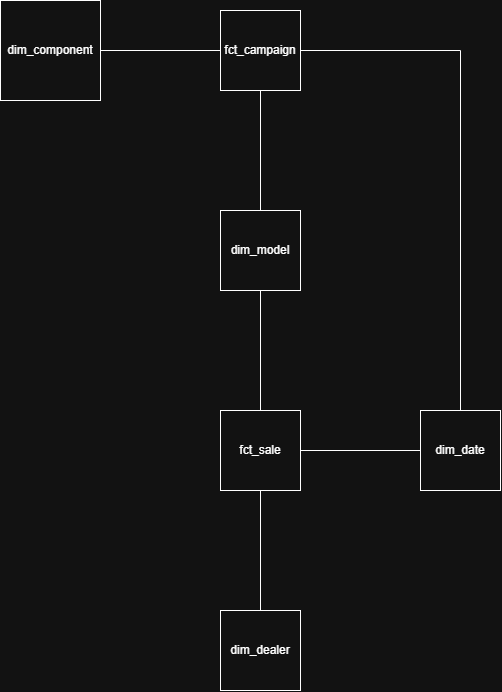 dim_component
fct_campaign
dim_model
fct_sale
dim_date
dim_dealer